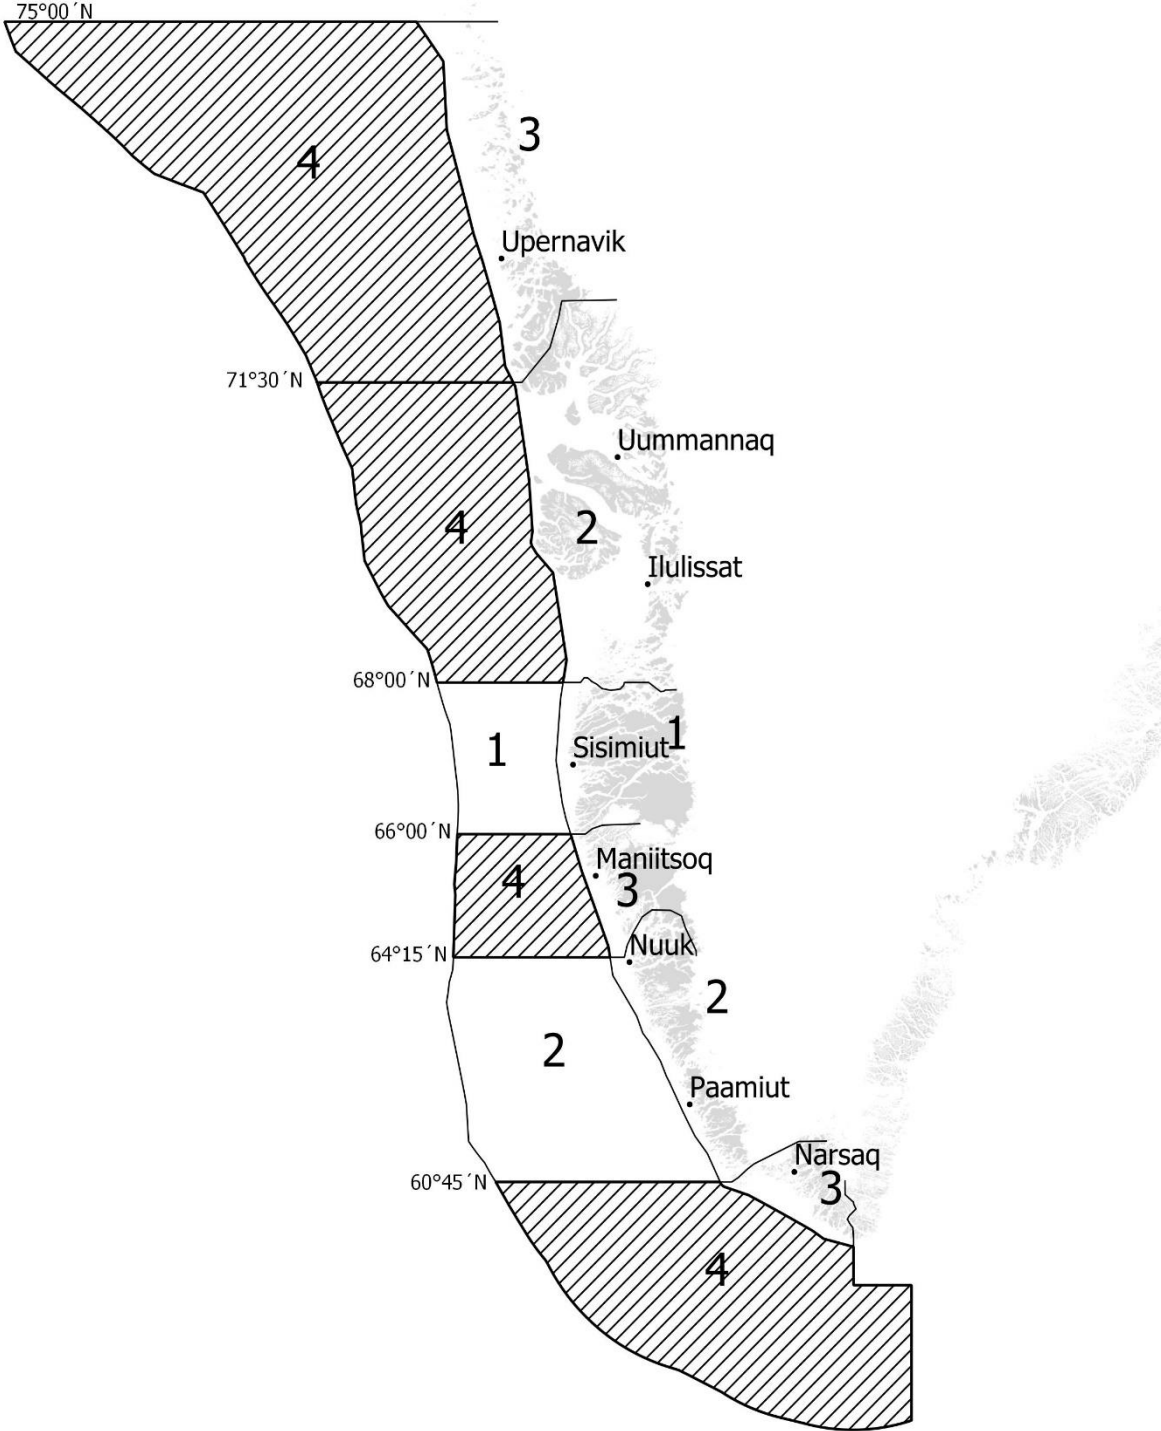 75°00´N
3
4
Upernavik
71°30´N
Uummannaq
4
2
Ilulissat
68°00´N
1
1
Sisimiut
66°00´N
Maniitsoq
4
3
64°15´N
Nuuk
2
2
Paamiut
Narsaq
60°45´N
3
4